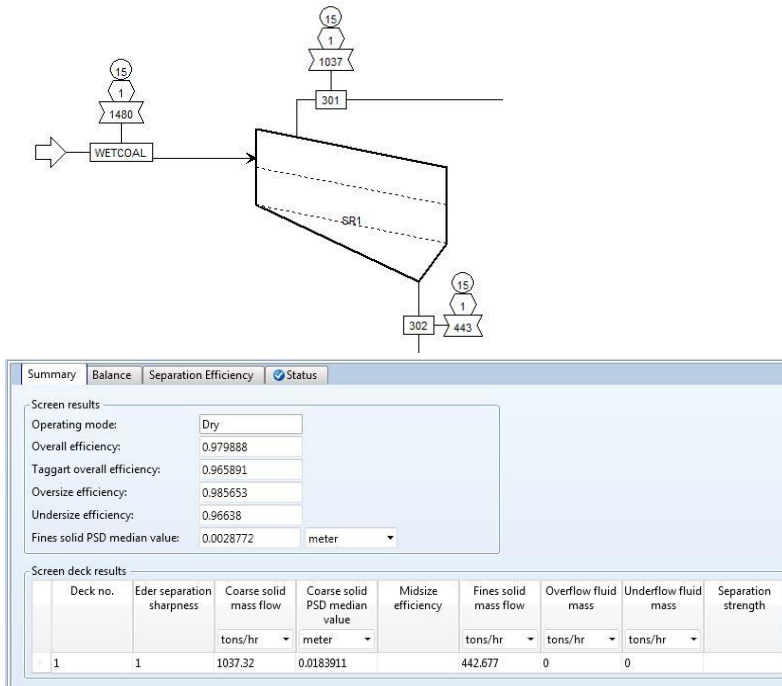 15
1
1037
301
15
1
1480
WETCOAL
SR1
15
1
302
443
Summary Balance Separation Efficiency Status
Screen results
Operating mode: Dry
Overall efficiency: 0.979888
Taggart overall efficiency: 0.965891
Oversize efficiency: 0.985653
Undersize efficiency: 0.96638
Fines solid PSD median value: 0.0028772 meter
Screen deck results
Deck no. Eder separation sharpness Coarse solid mass flow Coarse solid PSD median value Midsize efficiency Fines solid mass flow Overflow fluid mass Underflow fluid mass Separation strength
tons/hr meter tons/hr tons/hr tons/hr
1 1 1037.32 0.0183911 442.677 0 0